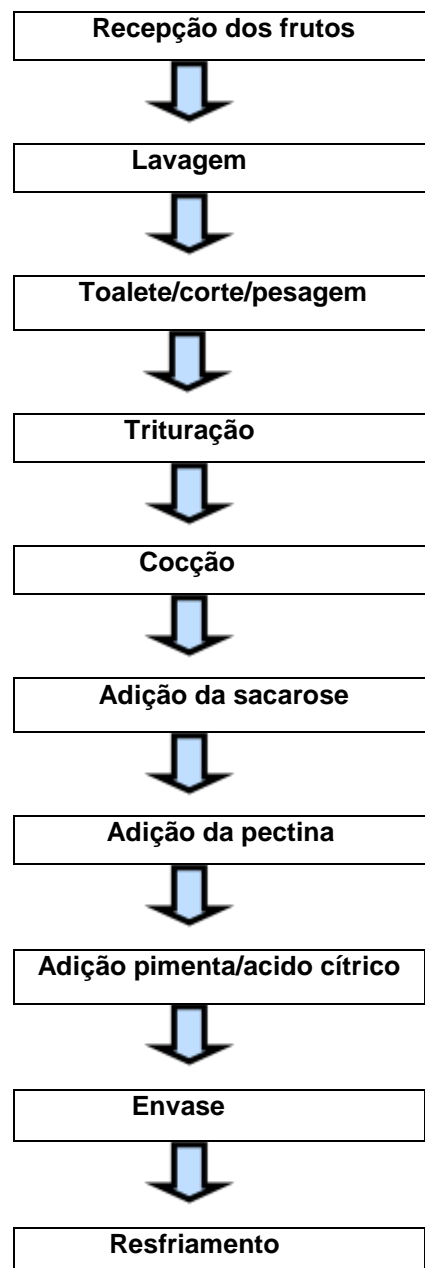 Recepção dos frutos
Lavagem
Toalete/corte/pesagem
Trituração
Cocção
Adição da sacarose
Adição da pectina
Adição pimenta/acido cítrico
Envase
Resfriamento